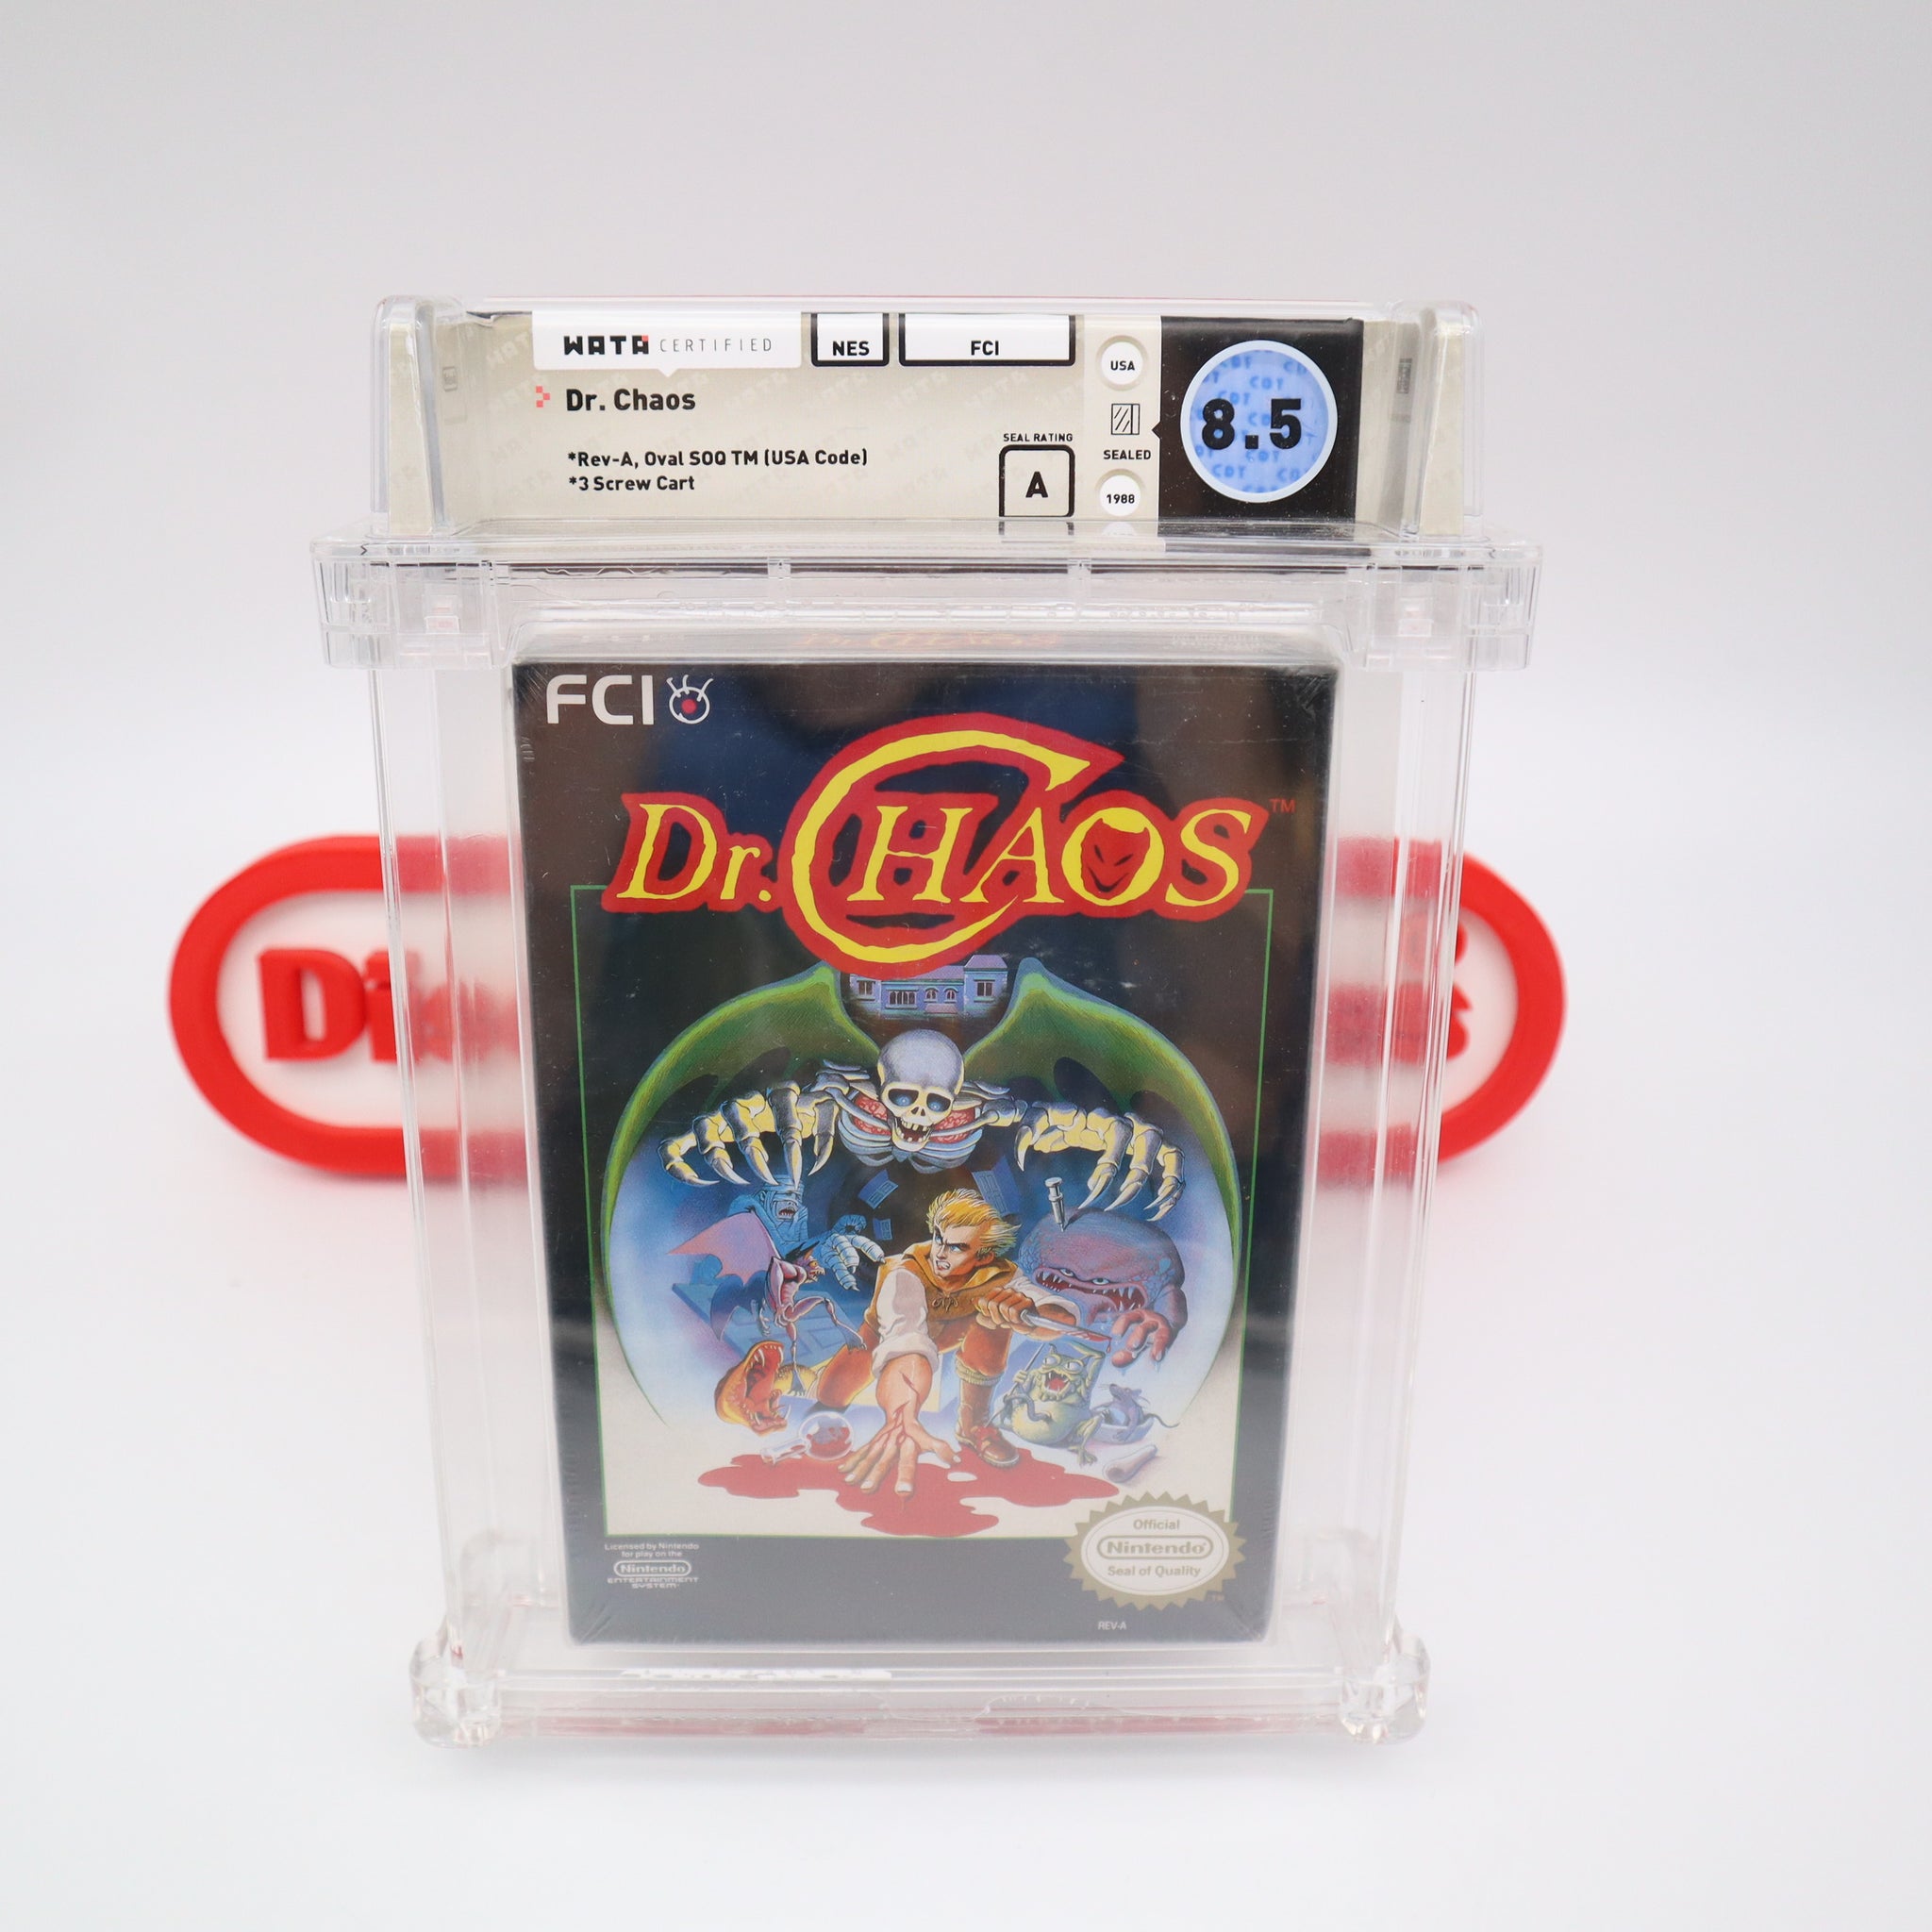 WATA CERTIFIED
NES
FCI
USA
Dr. Chaos
8.5
SEAL RATING
A
SEALED
*Rev-A, Oval SOQ TM (USA Code)
*3 Screw Cart
1988
FCI
Dr. CHAOS TM
Official
Nintendo
Seal of Quality
TM
Licensed by Nintendo
for play on the
Nintendo
ENTERTAINMENT
SYSTEM
REV-A